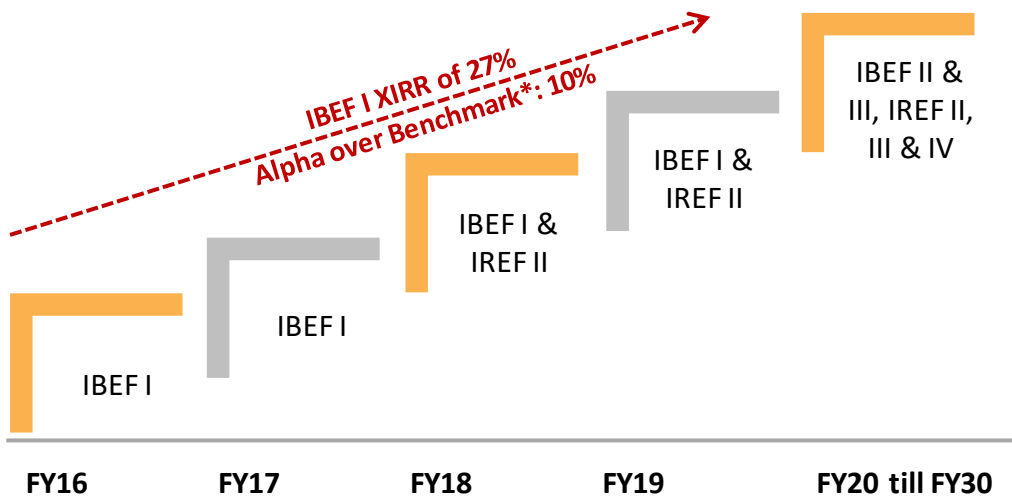 IBEF I XIRR of 27%
Alpha over Benchmark*: 10%
IBEF I
IBEF I
IBEF I &
IREF II
IBEF I &
IREF II
IBEF II &
III, IREF II,
III & IV
FY16
FY17
FY18
FY19
FY20 till FY30